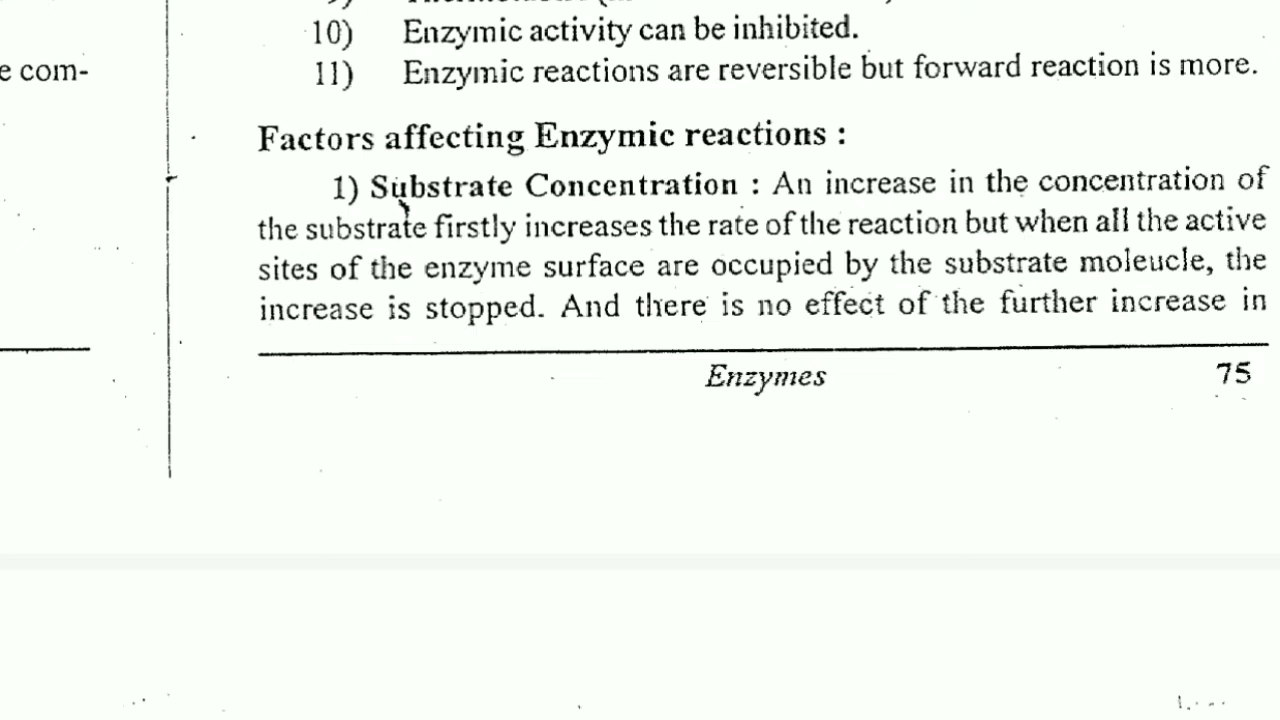 10) Enzymic activity can be inhibited.
e com-
11) Enzymic reactions are reversible but forward reaction is more.
Factors affecting Enzymic reactions :
1) Substrate Concentration : An increase in the concentration of
the substrate firstly increases the rate of the reaction but when all the active
sites of the enzyme surface are occupied by the substrate moleucle, the
increase is stopped. And there is no effect of the further increase in
Enzymes 75